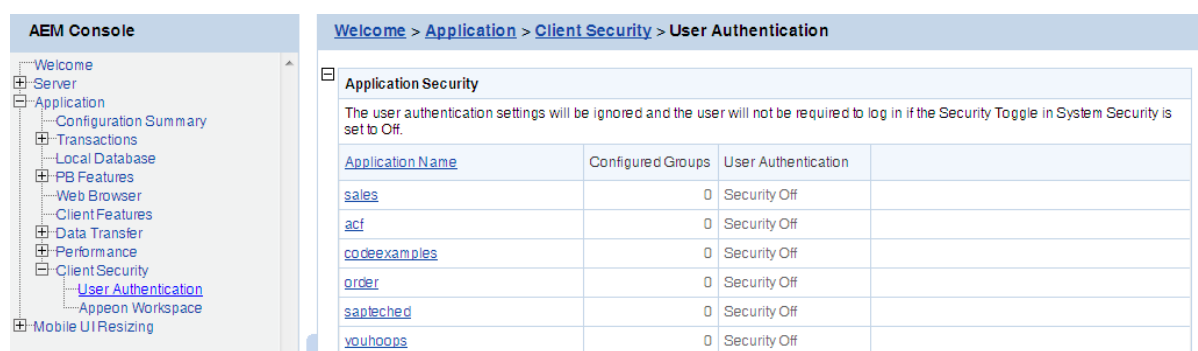 AEM Console
Welcome
Server
Application
Configuration Summary
Transactions
Local Database
PB Features
Web Browser
Client Features
Data Transfer
Performance
Client Security
User Authentication
Appeon Workspace
Mobile UI Resizing
Welcome > Application > Client Security > User Authentication
Application Security
The user authentication settings will be ignored and the user will not be required to log in if the Security Toggle in System Security is
set to Off.
Application Name Configured Groups User Authentication
sales 0 Security Off
acf 0 Security Off
codeexamples 0 Security Off
order 0 Security Off
sapteched 0 Security Off
youhoops 0 Security Off